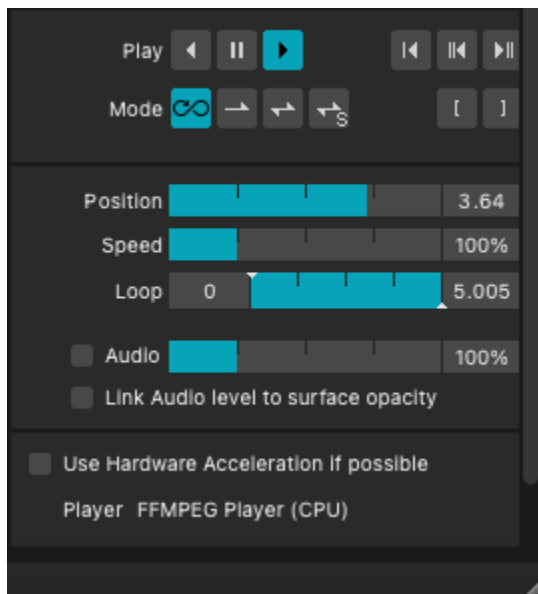 Play
Mode S [ ]
Position 3.64
Speed 100%
Loop 0 5.005
Audio 100%
Link Audio level to surface opacity
Use Hardware Acceleration if possible
Player FFMPEG Player (CPU)